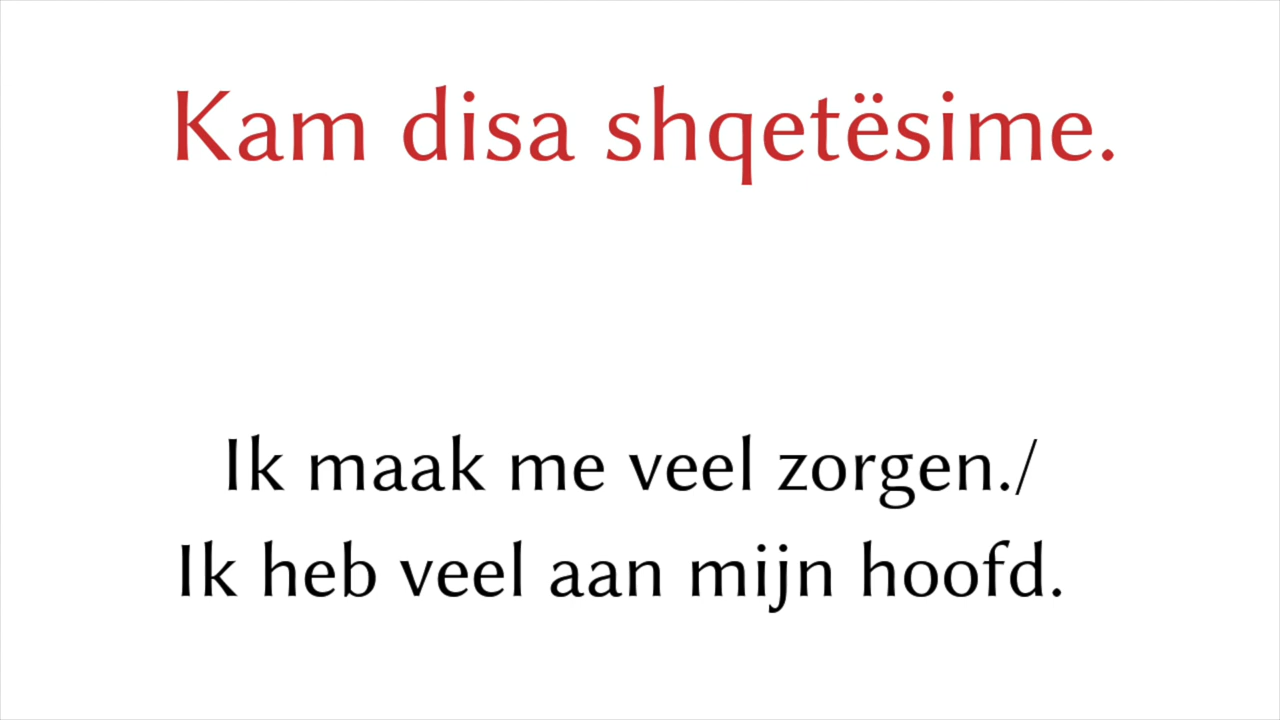 Kam disa shqetësime.
Ik maak me veel zorgen./
Ik heb veel aan mijn hoofd.